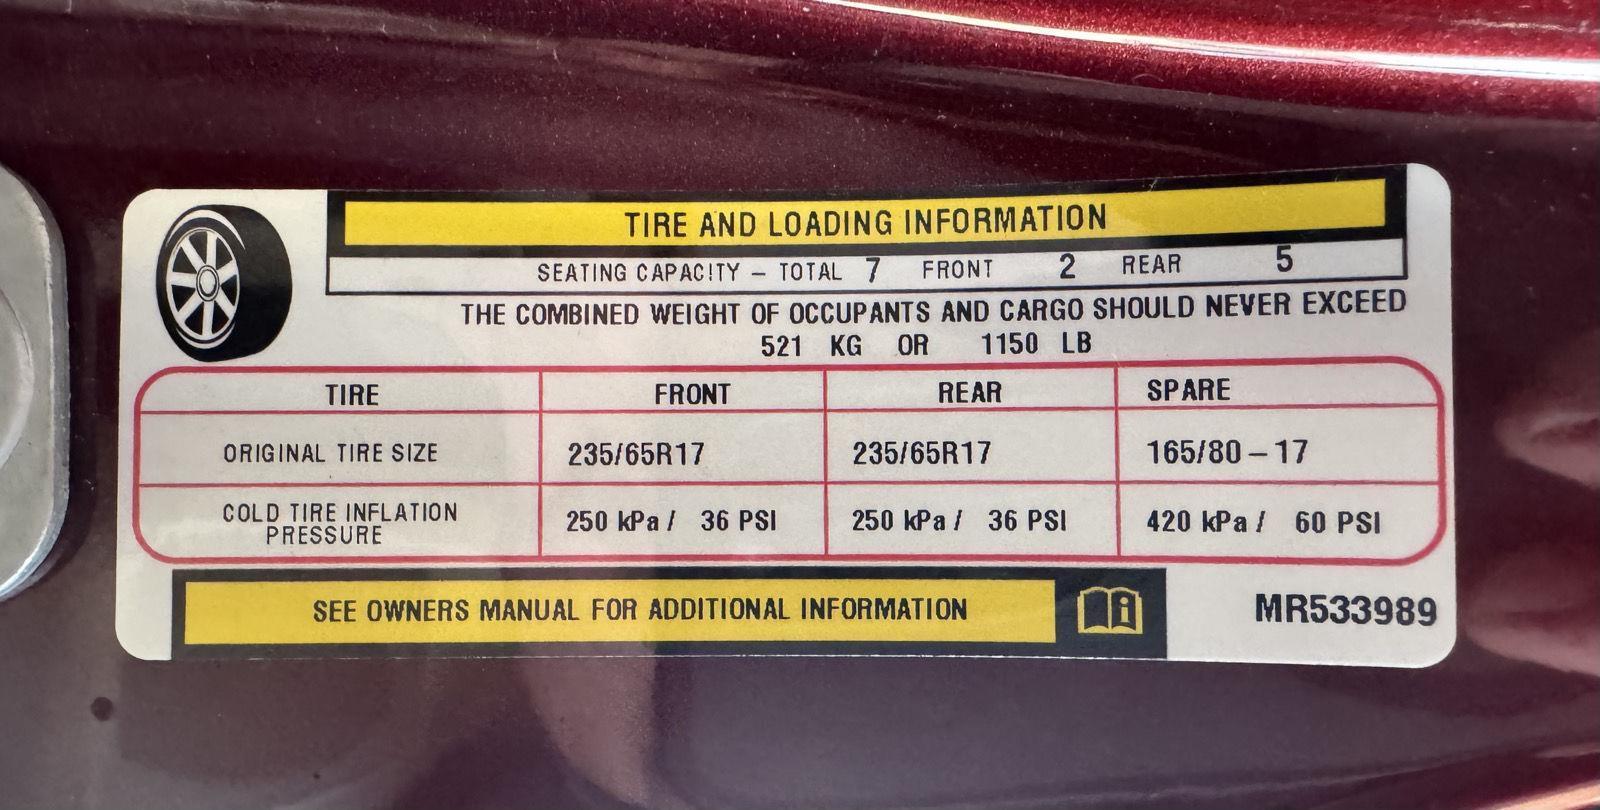 TIRE AND LOADING INFORMATION
SEATING CAPACITY – TOTAL 7 FRONT 2 REAR 5
THE COMBINED WEIGHT OF OCCUPANTS AND CARGO SHOULD NEVER EXCEED
521 KG OR 1150 LB
TIRE FRONT REAR SPARE
ORIGINAL TIRE SIZE 235/65R17 235/65R17 165/80 – 17
COLD TIRE INFLATION
PRESSURE 250 kPa / 36 PSI 250 kPa / 36 PSI 420 kPa / 60 PSI
SEE OWNERS MANUAL FOR ADDITIONAL INFORMATION
MR533989